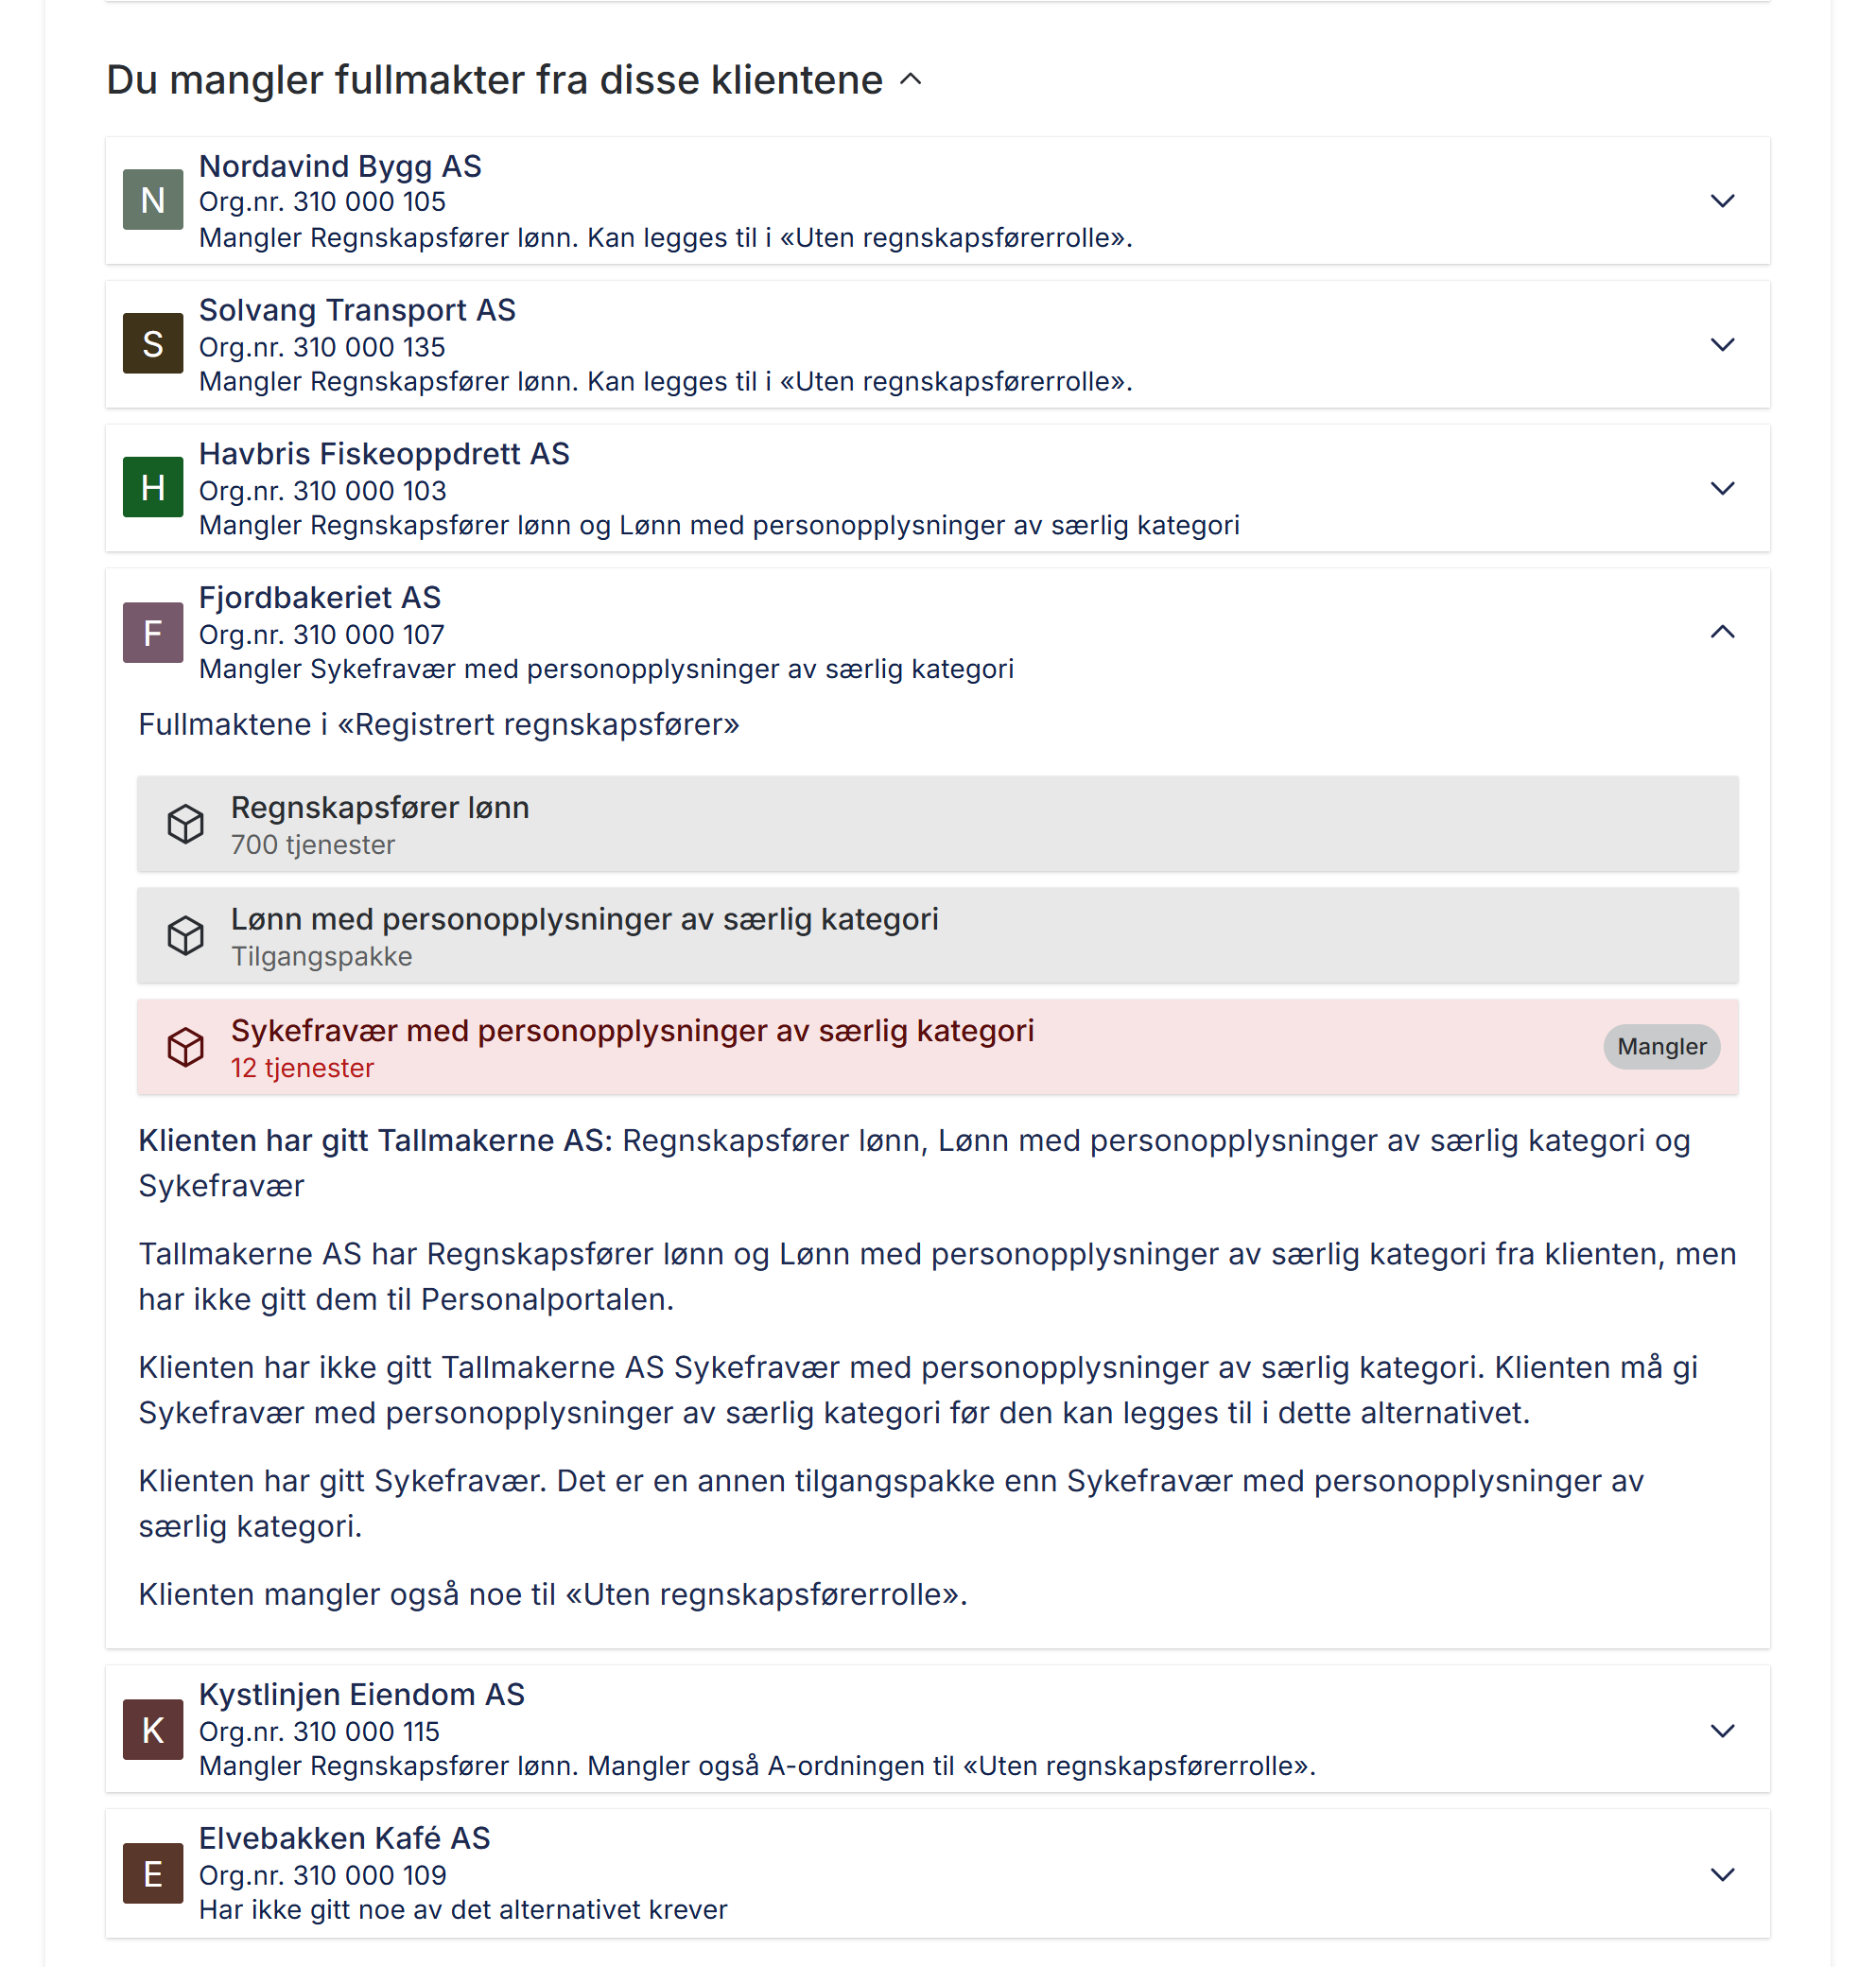 Du mangler fullmakter fra disse klientene
N
Nordavind Bygg AS
Org.nr. 310 000 105
Mangler Regnskapsfører lønn. Kan legges til i «Uten regnskapsførerrolle».
S
Solvang Transport AS
Org.nr. 310 000 135
Mangler Regnskapsfører lønn. Kan legges til i «Uten regnskapsførerrolle».
H
Havbris Fiskeoppdrett AS
Org.nr. 310 000 103
Mangler Regnskapsfører lønn og Lønn med personopplysninger av særlig kategori
F
Fjordbakeriet AS
Org.nr. 310 000 107
Mangler Sykefravær med personopplysninger av særlig kategori
Fullmaktene i «Registrert regnskapsfører»
Regnskapsfører lønn
700 tjenester
Lønn med personopplysninger av særlig kategori
Tilgangspakke
Sykefravær med personopplysninger av særlig kategori
12 tjenester
Mangler
Klienten har gitt Tallmakerne AS: Regnskapsfører lønn, Lønn med personopplysninger av særlig kategori og
Sykefravær
Tallmakerne AS har Regnskapsfører lønn og Lønn med personopplysninger av særlig kategori fra klienten, men
har ikke gitt dem til Personalportalen.
Klienten har ikke gitt Tallmakerne AS Sykefravær med personopplysninger av særlig kategori. Klienten må gi
Sykefravær med personopplysninger av særlig kategori før den kan legges til i dette alternativet.
Klienten har gitt Sykefravær. Det er en annen tilgangspakke enn Sykefravær med personopplysninger av
særlig kategori.
Klienten mangler også noe til «Uten regnskapsførerrolle».
K
Kystlinjen Eiendom AS
Org.nr. 310 000 115
Mangler Regnskapsfører lønn. Mangler også A-ordningen til «Uten regnskapsførerrolle».
E
Elvebakken Kafé AS
Org.nr. 310 000 109
Har ikke gitt noe av det alternativet krever